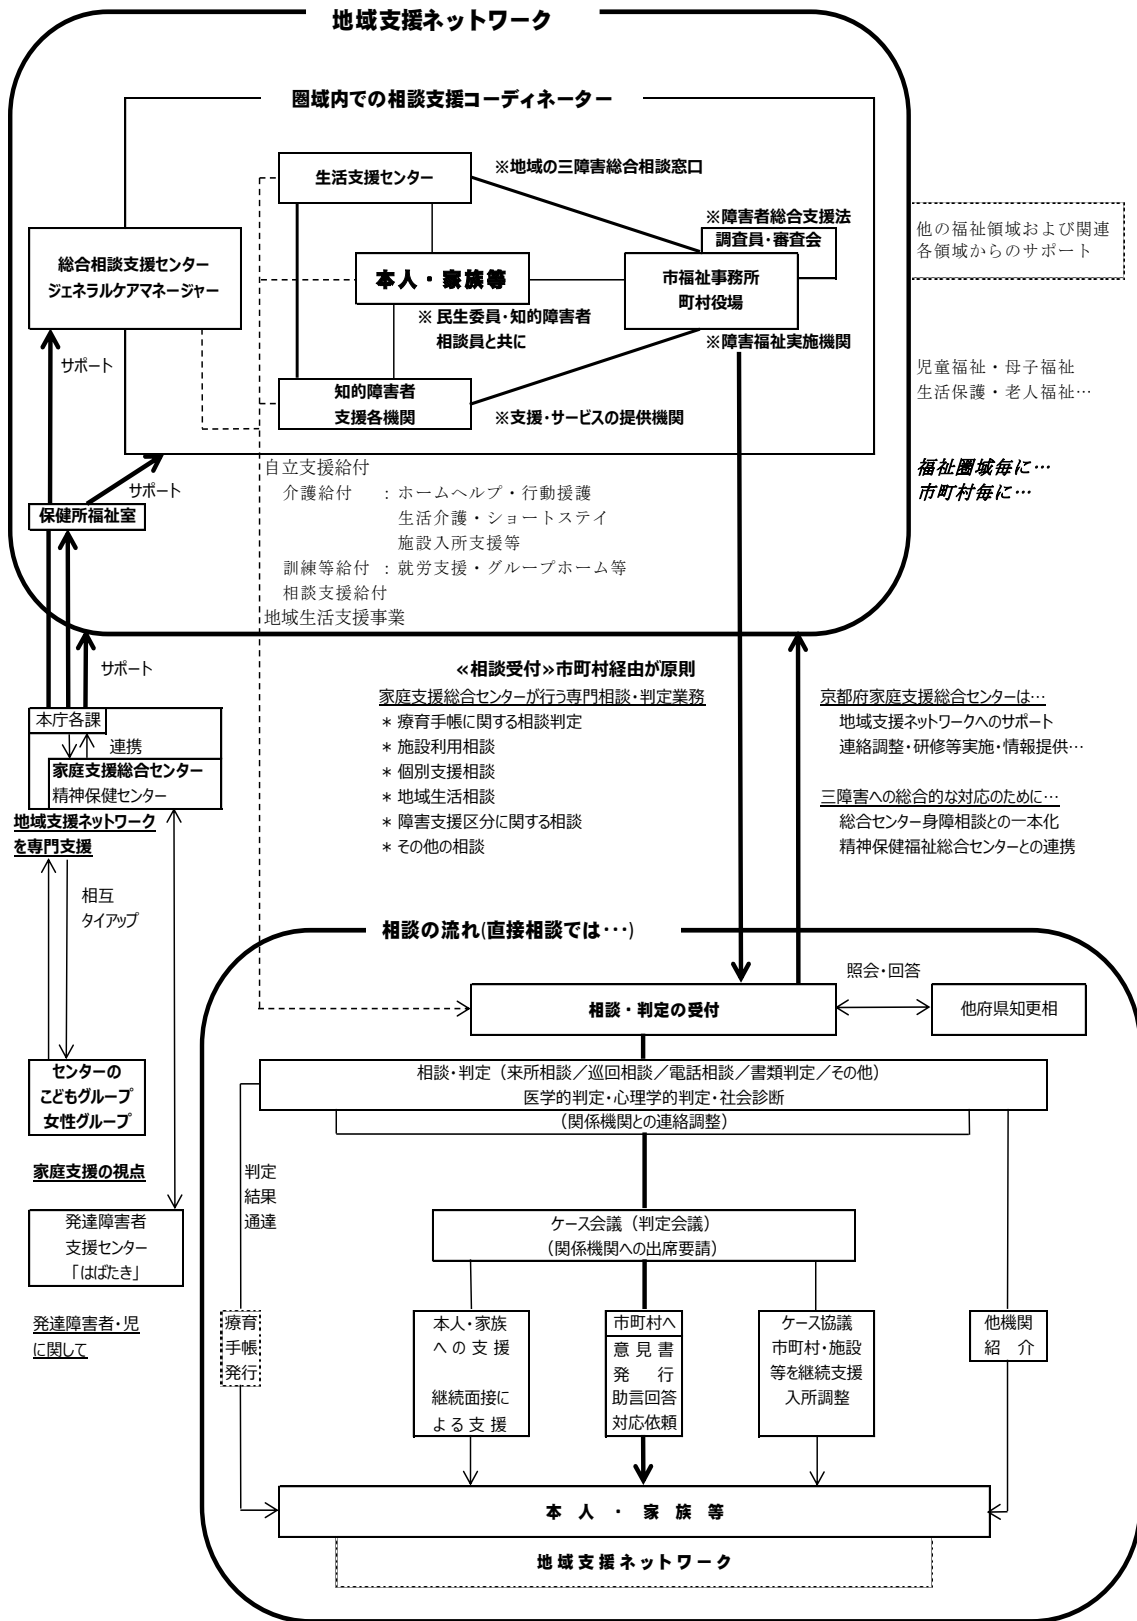 地域支援ネットワーク
圏域内での相談支援コーディネーター
生活支援センター
※地域の三障害総合相談窓口
※障害者総合支援法
調査員・審査会
他の福祉領域および関連
各領域からのサポート
総合相談支援センター
ジェネラルケアマネージャー
本人・家族等
市福祉事務所
町村役場
※ 民生委員・知的障害者
相談員と共に
※障害福祉実施機関
サポート
児童福祉・母子福祉
生活保護・老人福祉…
知的障害者
支援各機関
※支援・サービスの提供機関
福祉圏域毎に…
市町村毎に…
自立支援給付
介護給付 : ホームヘルプ・行動援護
生活介護・ショートステイ
施設入所支援等
訓練等給付 : 就労支援・グループホーム等
相談支援給付
地域生活支援事業
サポート
保健所福祉室
サポート
本庁各課
連携
家庭支援総合センター
精神保健センター
地域支援ネットワーク
を専門支援
相互
タイアップ
≪相談受付≫市町村経由が原則
家庭支援総合センターが行う専門相談・判定業務
* 療育手帳に関する相談判定
* 施設利用相談
* 個別支援相談
* 地域生活相談
* 障害支援区分に関する相談
* その他の相談
京都府家庭支援総合センターは…
地域支援ネットワークへのサポート
連絡調整・研修等実施・情報提供…
三障害への総合的な対応のために…
総合センター身障相談との一本化
精神保健福祉総合センターとの連携
相談の流れ(直接相談では…)
照会・回答
相談・判定の受付
他府県知更相
センターの
こどもグループ
女性グループ
家庭支援の視点
発達障害者
支援センター
「はばたき」
発達障害者・児
に関して
相談・判定（来所相談／巡回相談／電話相談／書類判定／その他）
医学的判定・心理学的判定・社会診断
（関係機関との連絡調整）
判定
結果
通達
ケース会議（判定会議）
（関係機関への出席要請）
療育
手帳
発行
本人・家族
への支援
継続面接に
よる支援
市町村へ
意見書
発 行
助言回答
対応依頼
ケース協議
市町村・施設
等を継続支援
入所調整
他機関
紹 介
本 人 ・ 家 族 等
地域支援ネットワーク